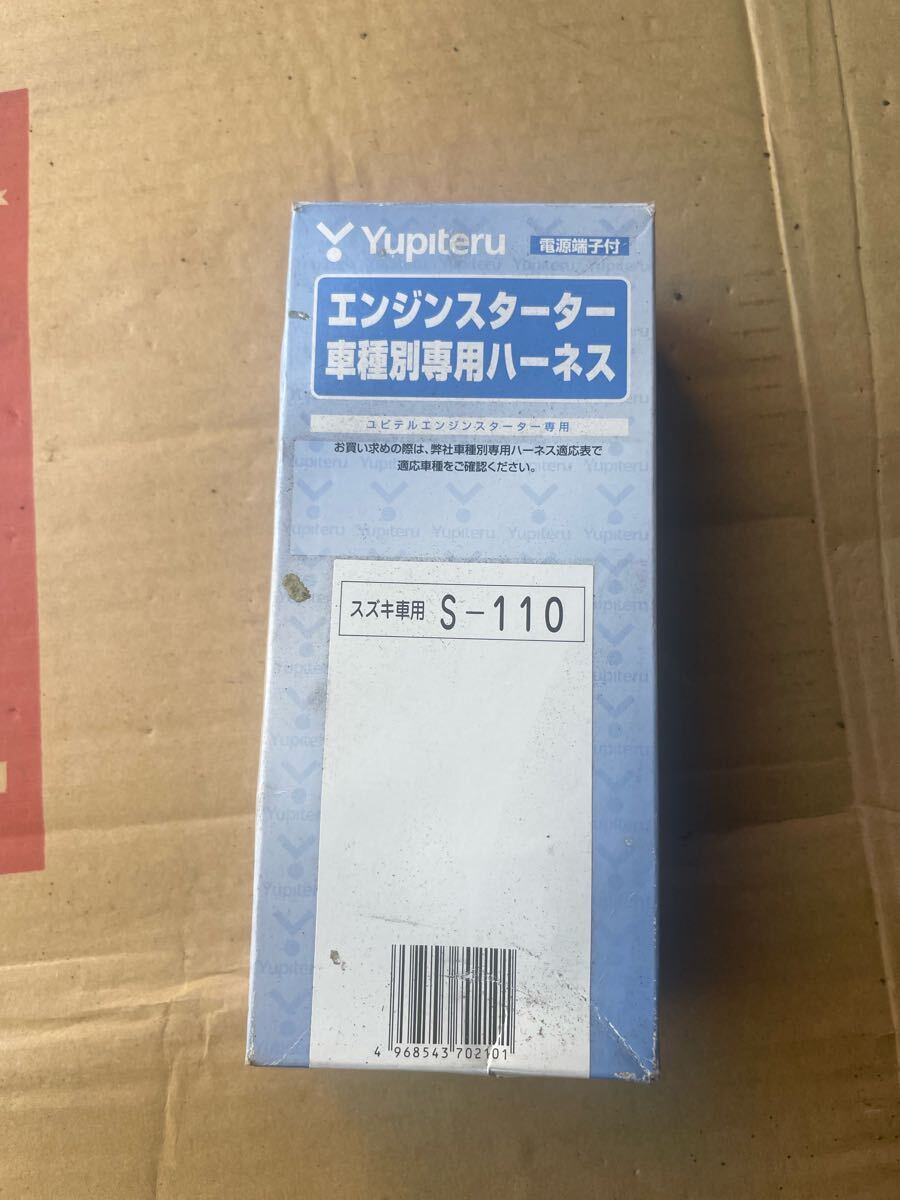 Yupiteru 電源端子付
エンジンスターター
車種別専用ハーネス
ユピテルエンジンスターター専用
お買い求めの際は、弊社車種別専用ハーネス適応表で
適応車種をご確認ください。
スズキ車用 S-110
4 968543 702101